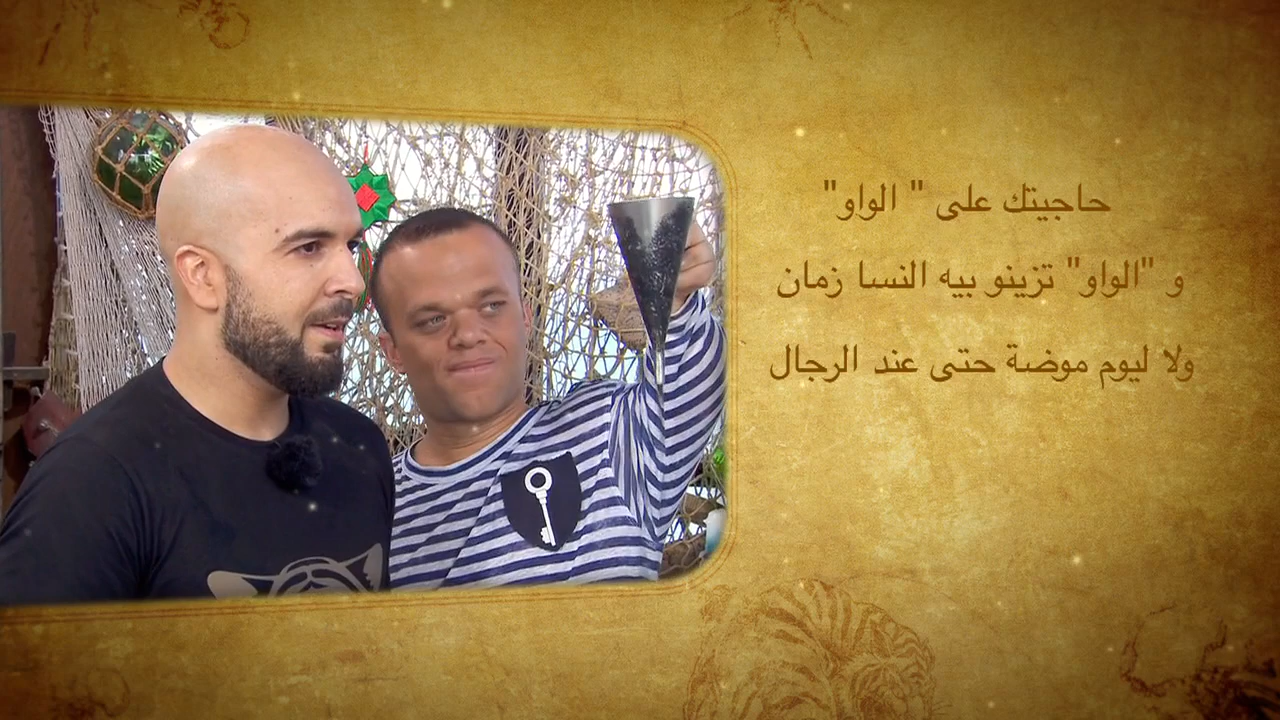 حاجيتك على " الواو"
و "الواو" تزينو بيه النسا زمان
ولا ليوم موضة حتى عند الرجال